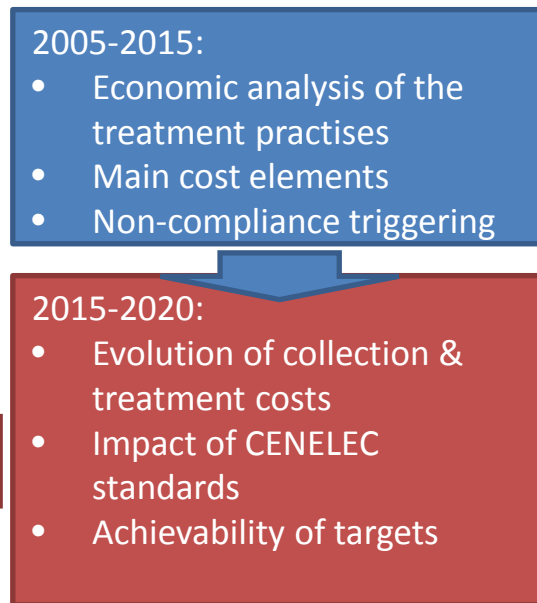 2005-2015:
• Economic analysis of the
treatment practises
• Main cost elements
• Non-compliance triggering
2015-2020:
• Evolution of collection &
treatment costs
• Impact of CENELEC
standards
• Achievability of targets